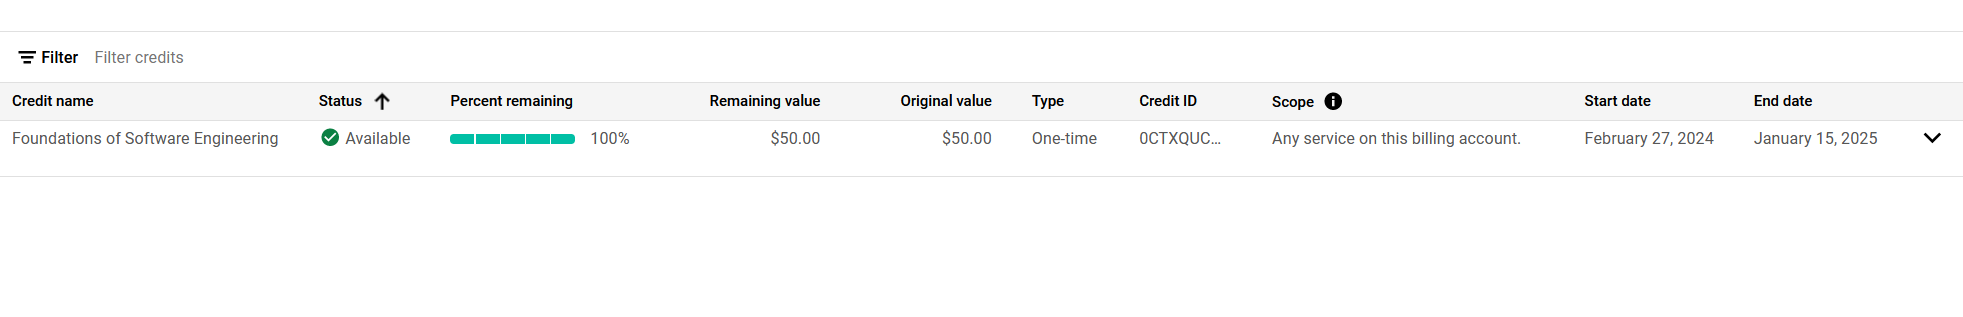 Filter Filter credits
Credit name Status Percent remaining Remaining value Original value Type Credit ID Scope Start date End date
Foundations of Software Engineering Available 100% $50.00 $50.00 One-time 0CTXQUC... Any service on this billing account. February 27, 2024 January 15, 2025